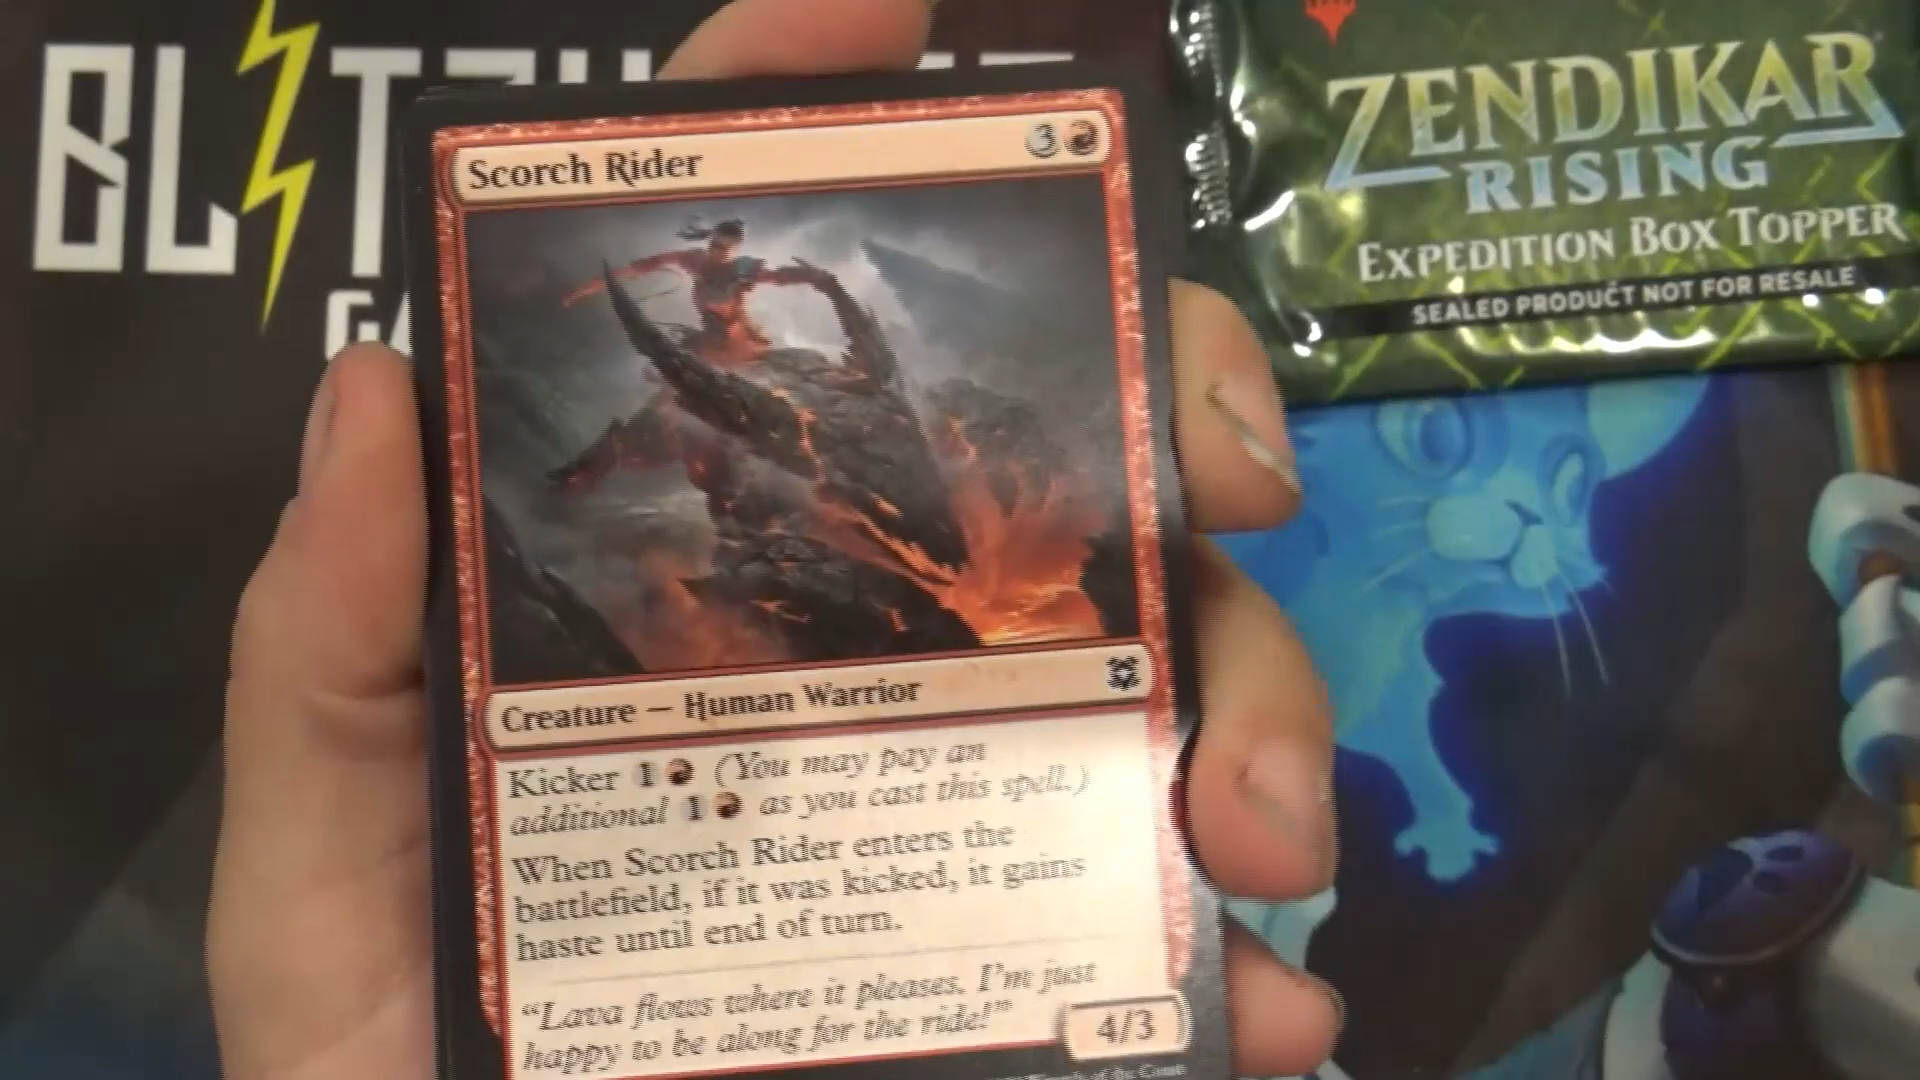 Scorch Rider
3
Creature — Human Warrior
Kicker 1 (You may pay an
additional 1 as you cast this spell.)
When Scorch Rider enters the
battlefield, if it was kicked, it gains
haste until end of turn.
“Lava flows where it pleases. I'm just
happy to be along for the ride!”
4/3
ZENDIKAR
RISING
EXPEDITION BOX TOPPER
SEALED PRODUCT NOT FOR RESALE